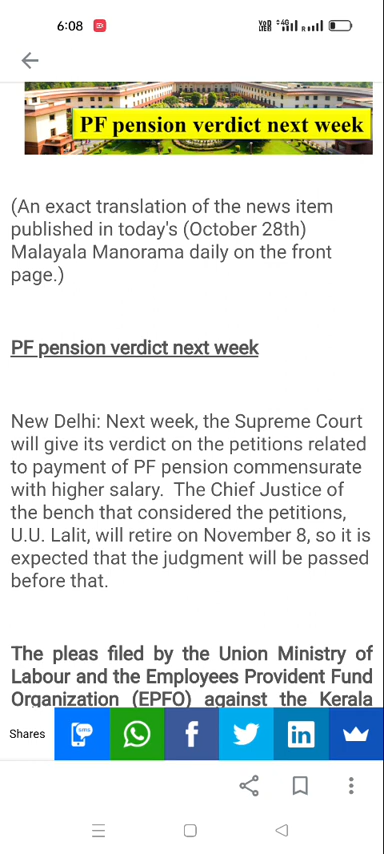 6:08
VoD LTE 4G R
PF pension verdict next week
(An exact translation of the news item
published in today's (October 28th)
Malayala Manorama daily on the front
page.)
PF pension verdict next week
New Delhi: Next week, the Supreme Court
will give its verdict on the petitions related
to payment of PF pension commensurate
with higher salary. The Chief Justice of
the bench that considered the petitions,
U.U. Lalit, will retire on November 8, so it is
expected that the judgment will be passed
before that.
The pleas filed by the Union Ministry of
Labour and the Employees Provident Fund
Organization (EPFO) against the Kerala
Shares
sms
f
in